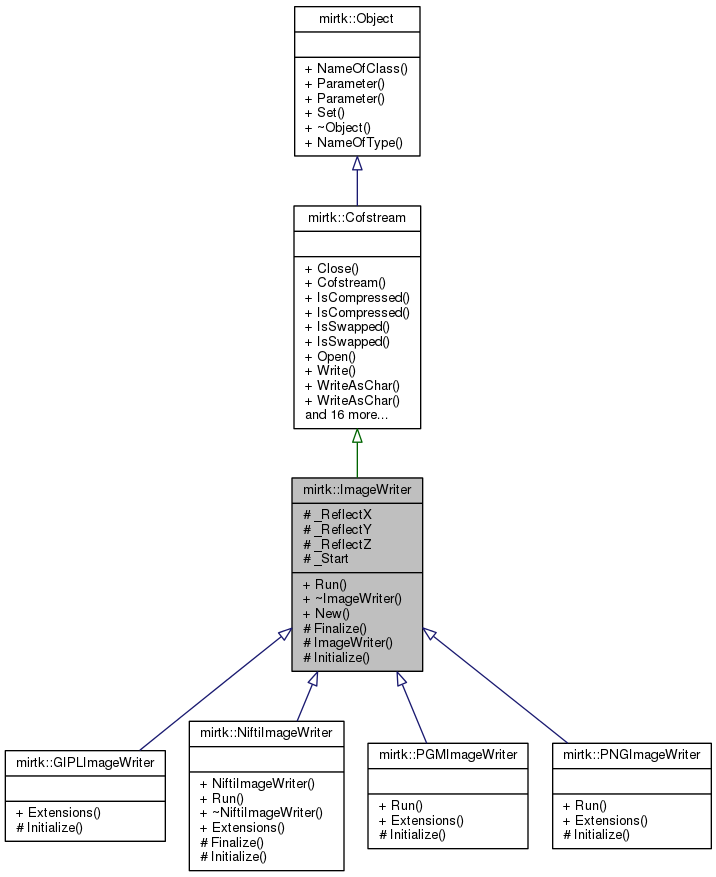 mirtk::Object
+ NameOfClass()
+ Parameter()
+ Parameter()
+ Set()
+ ~Object()
+ NameOfType()
mirtk::Cofstream
+ Close()
+ Cofstream()
+ IsCompressed()
+ IsCompressed()
+ IsSwapped()
+ IsSwapped()
+ Open()
+ Write()
+ WriteAsChar()
+ WriteAsChar()
and 16 more...
mirtk::ImageWriter
# _ReflectX
# _ReflectY
# _ReflectZ
# _Start
+ Run()
+ ~ImageWriter()
+ New()
# Finalize()
# ImageWriter()
# Initialize()
mirtk::GIPLImageWriter
+ Extensions()
# Initialize()
mirtk::NiftiImageWriter
+ NiftiImageWriter()
+ Run()
+ ~NiftiImageWriter()
+ Extensions()
# Finalize()
# Initialize()
mirtk::PGMImageWriter
+ Run()
+ Extensions()
# Initialize()
mirtk::PNGImageWriter
+ Run()
+ Extensions()
# Initialize()